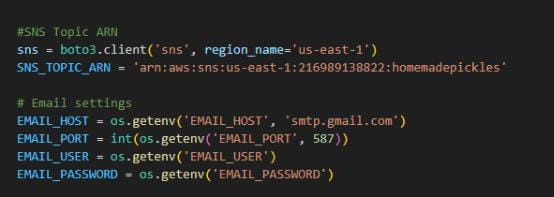 #SNS Topic ARN
sns = boto3.client('sns', region_name='us-east-1')
SNS_TOPIC_ARN = 'arn:aws:sns:us-east-1:216989138822:homemadepickles'
# Email settings
EMAIL_HOST = os.getenv('EMAIL_HOST', 'smtp.gmail.com')
EMAIL_PORT = int(os.getenv('EMAIL_PORT', 587))
EMAIL_USER = os.getenv('EMAIL_USER')
EMAIL_PASSWORD = os.getenv('EMAIL_PASSWORD')